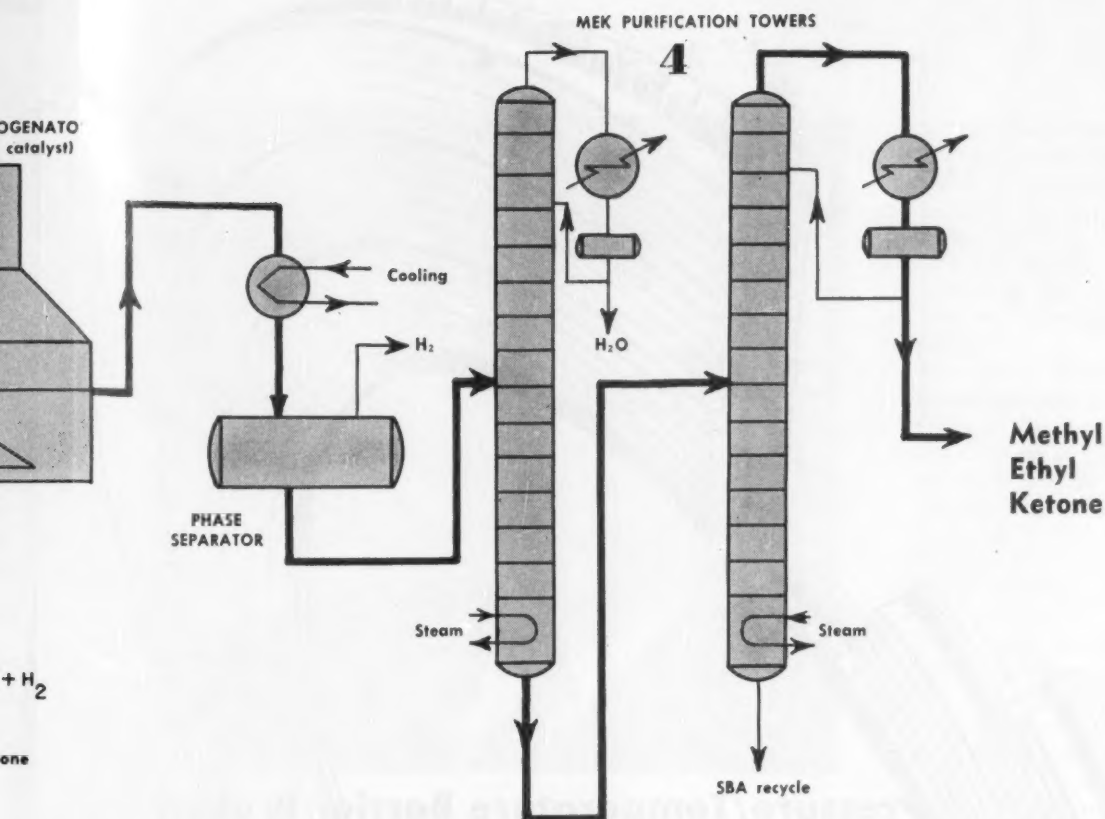 MEK PURIFICATION TOWERS
4
catalyst)
Cooling
H₂
H₂O
Methyl
Ethyl
Ketone
PHASE
SEPARATOR
Steam
Steam
+ H₂
SBA recycle